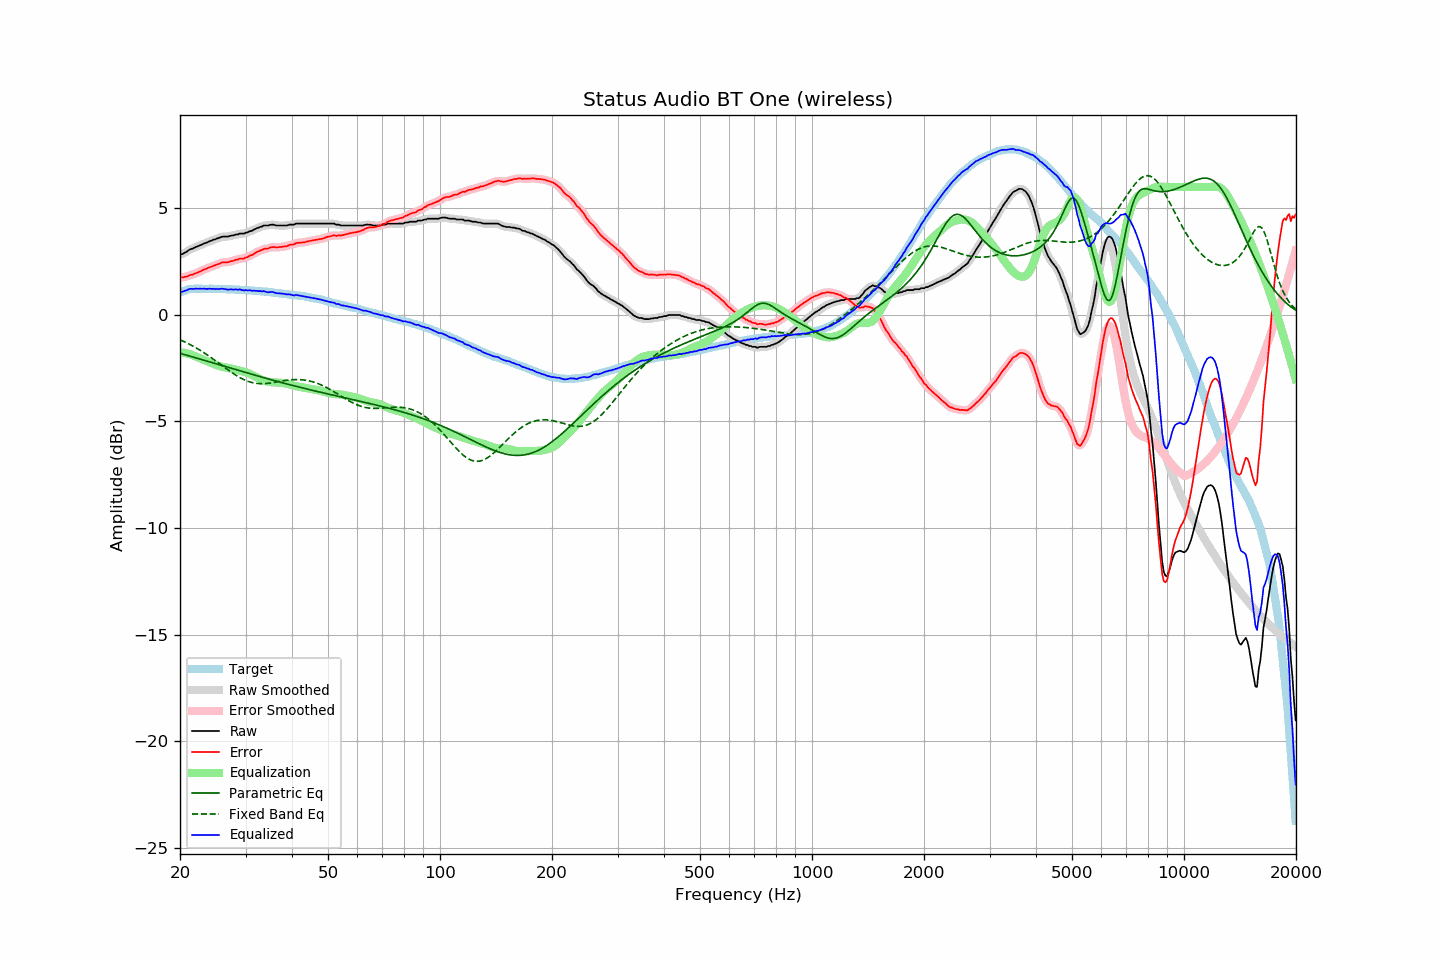 Status Audio BT One (wireless)
Amplitude (dBr)
5
0
−5
−10
−15
−20
−25
Target
Raw Smoothed
Error Smoothed
Raw
Error
Equalization
Parametric Eq
Fixed Band Eq
Equalized
20 50 100 200 500 1000 2000 5000 10000 20000
Frequency (Hz)